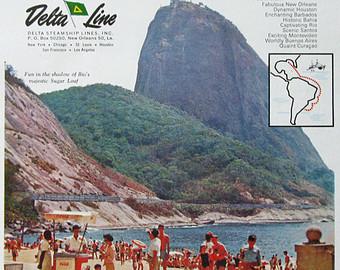 Delta Line
DELTA STEAMSHIP LINES, INC.
P. O. Box 50250, New Orleans 50, La.
New York • Chicago • St. Louis • Houston
San Francisco • Los Angeles
Fabulous New Orleans
Dynamic Houston
Enchanting Barbados
Historic Bahia
Captivating Rio
Scenic Santos
Exciting Montevideo
Worldly Buenos Aires
Quaint Curaçao
Fun in the shadow of Rio's
majestic Sugar Loaf